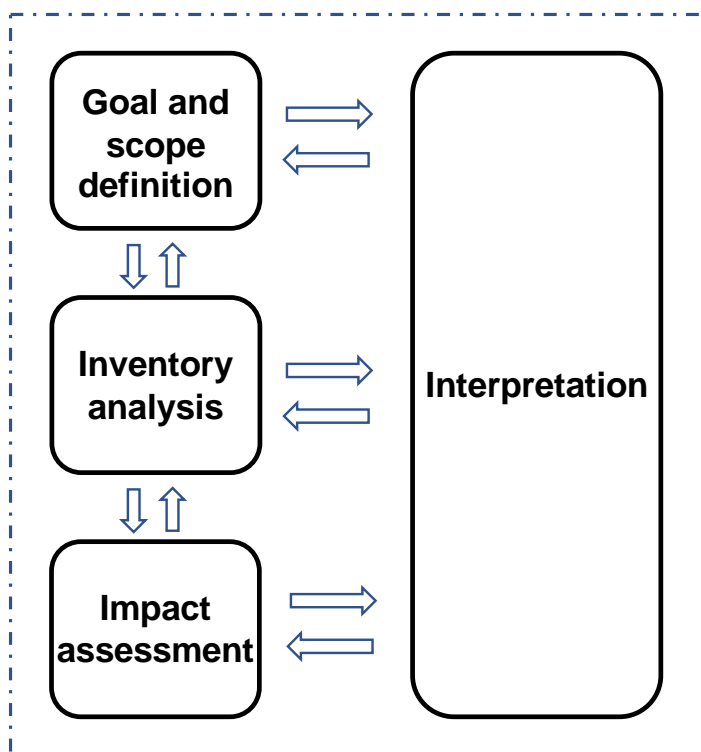 Goal and
scope
definition
Inventory
analysis
Interpretation
Impact
assessment